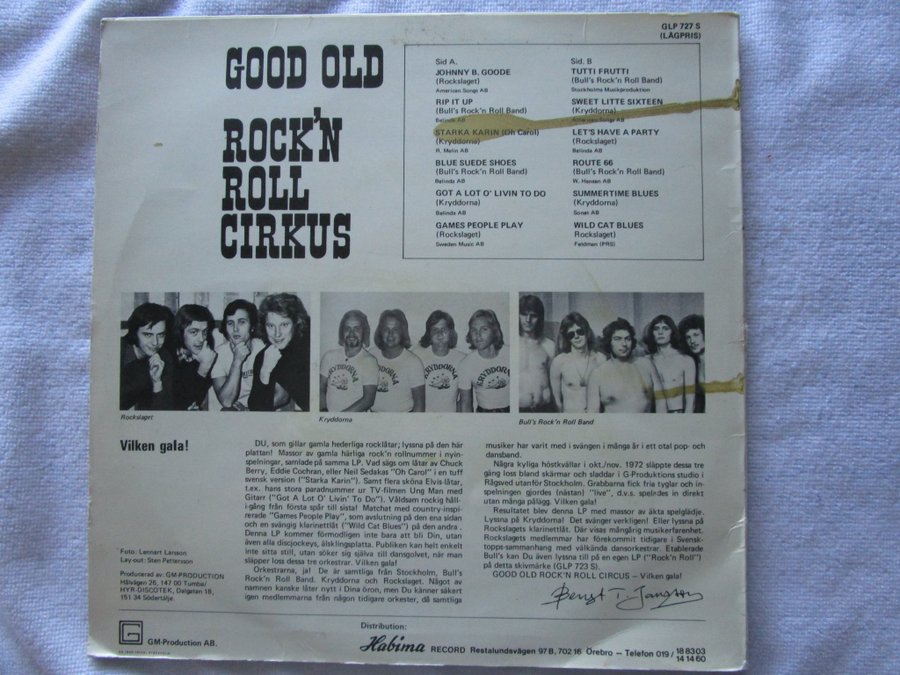 GLP 727 S
(LÅGPRIS)
GOOD OLD
ROCK'N
ROLL
CIRKUS
Sid A.
JOHNNY B. GOODE
(Rockslaget)
American Songs AB
RIP IT UP
(Bull's Rock'n Roll Band)
Belinda AB
STARKA KARIN (Oh Carol)
(Kryddorna)
R. Malin AB
BLUE SUEDE SHOES
(Bull's Rock'n Roll Band)
Belinda AB
GOT A LOT O' LIVIN TO DO
(Kryddorna)
Belinda AB
GAMES PEOPLE PLAY
(Rockslaget)
Sweden Music AB
Sid. B
TUTTI FRUTTI
(Bull's Rock'n Roll Band)
Stockholms Musikproduktion
SWEET LITTE SIXTEEN
(Kryddorna)
American Songs AB
LET'S HAVE A PARTY
(Rockslaget)
Belinda AB
ROUTE 66
(Bull's Rock'n Roll Band)
W. Hansen AB
SUMMERTIME BLUES
(Kryddorna)
Sonet AB
WILD CAT BLUES
Rockslaget)
Feldman (PRS)
KRYDDORNA
KRYDDORNA
KRYDDORNA
Rockslaget
Kryddorna
Bull's Rock'n Roll Band
Vilken gala!
DU, som gillar gamla hederliga rocklåtar; lyssna på den här
plattan! Massor av gamla härliga rock'n rollnummer i nyin-
spelningar, samlade på samma LP. Vad sägs om låtar av Chuck
Berry, Eddie Cochran, eller Neil Sedakas "Oh Carol" i en tuff
svensk version ("Starka Karin"). Samt flera sköna Elvis-låtar,
t.ex. hans stora paradnummer ur TV-filmen Ung Man med
Gitarr ("Got A Lot O' Livin' To Do"). Våldsam rockig håll-
i-gång från första spår till sista! Matchat med country-inspi-
rerade "Games People Play", som avslutning på den ena sidan
och en svängig klarinettlåt ("Wild Cat Blues") på den andra.
Denna LP kommer förmodligen inte bara att bli Din, utan
även alla discjockeys, älsklingsplatta. Publiken kan helt enkelt
inte sitta still, utan söker sig själva till dansgolvet, när man
släpper loss dessa tre orkestrar. Vilken gala!
Orkestrarna, ja! De är samtliga från Stockholm, Bull's
Rock'n Roll Band. Kryddorna och Rockslaget. Något av
namnen kanske låter nytt i Dina öron, men Du känner säkert
igen medlemmarna från någon tidigare orkester, då samtliga
musiker har varit med i svängen i många år i ett otal pop- och
dansband.
Några kyliga höstkvällar i okt./nov. 1972 släppte dessa tre
gäng loss bland skärmar och sladdar i G-Produktions studio i
Rågsved utanför Stockholm. Grabbarna fick fria tyglar och in-
spelningen gjordes (nästan) "live", d.v.s. spelades in direkt
utan många pålägg. Vilken gala!
Resultatet blev denna LP med massor av äkta spelglädje.
Lyssna på Kryddorna! Det svänger verkligen! Eller lyssna på
Rockslagets klarinettlåt. Där visas mångårig musikerfarenhet.
Rockslagets medlemmar har förekommit tidigare i Svensk-
topps-sammanhang med välkända dansorkestrar. Etablerade
Bull's kan Du även lyssna till på en egen LP ("Rock'n Roll")
på detta skivmärke (GLP 723 S).
GOOD OLD ROCK'N ROLL CIRCUS – Vilken gala!
Foto: Lennart Larsson
Lay-out: Sten Pettersson
Producerad av: GM-PRODUCTION
Hålvägen 26, 147 00 Tumba/
HYR-DISCOTEK, Dalgatan 18,
151 34 Södertälje.
G
GM-Production AB.
Distribution:
Habima RECORD Restalundsvägen 97 B, 702 16 Örebro – Telefon 019 / 18 83 03
14 14 60